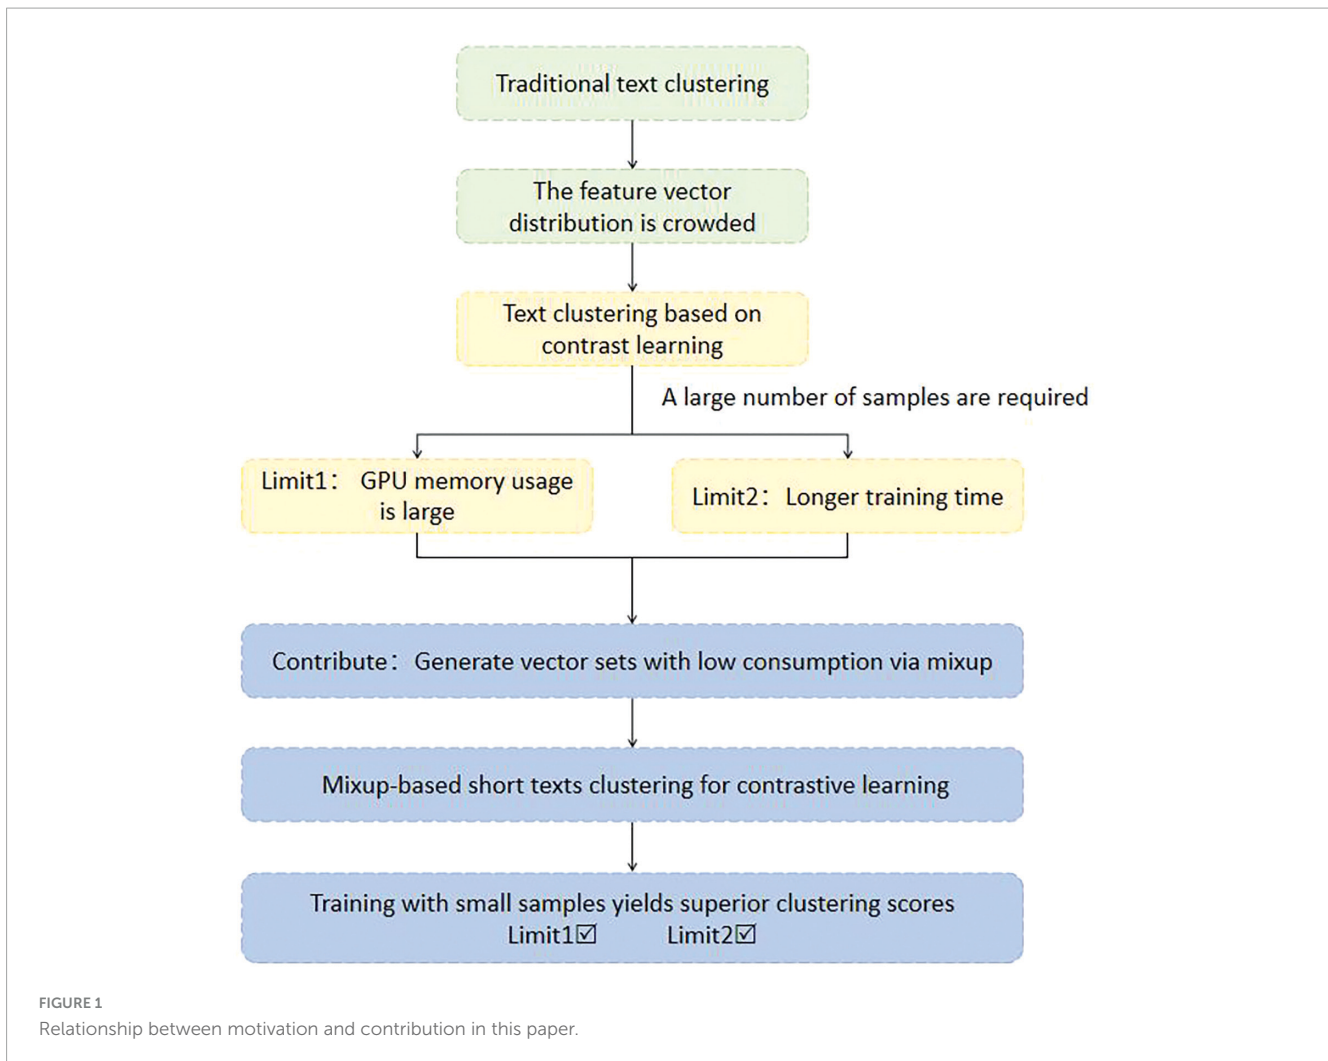 Traditional text clustering
The feature vector
distribution is crowded
Text clustering based on
contrast learning
A large number of samples are required
Limit1： GPU memory usage
is large
Limit2：Longer training time
Contribute：Generate vector sets with low consumption via mixup
Mixup-based short texts clustering for contrastive learning
Training with small samples yields superior clustering scores
Limit1☑ Limit2☑
FIGURE 1
Relationship between motivation and contribution in this paper.